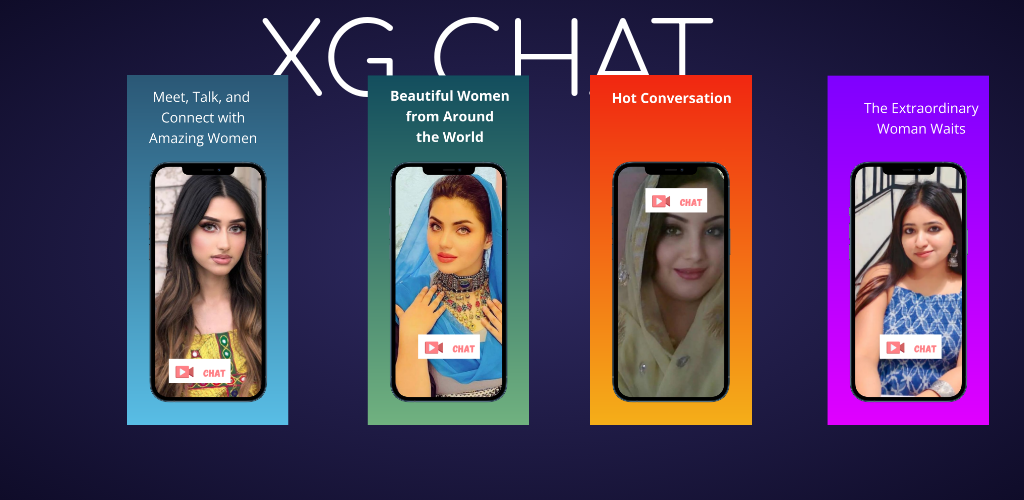 XG CHAT
Meet, Talk, and
Connect with
Amazing Women
CHAT
Beautiful Women
from Around
the World
CHAT
Hot Conversation
CHAT
The Extraordinary
Woman Waits
CHAT